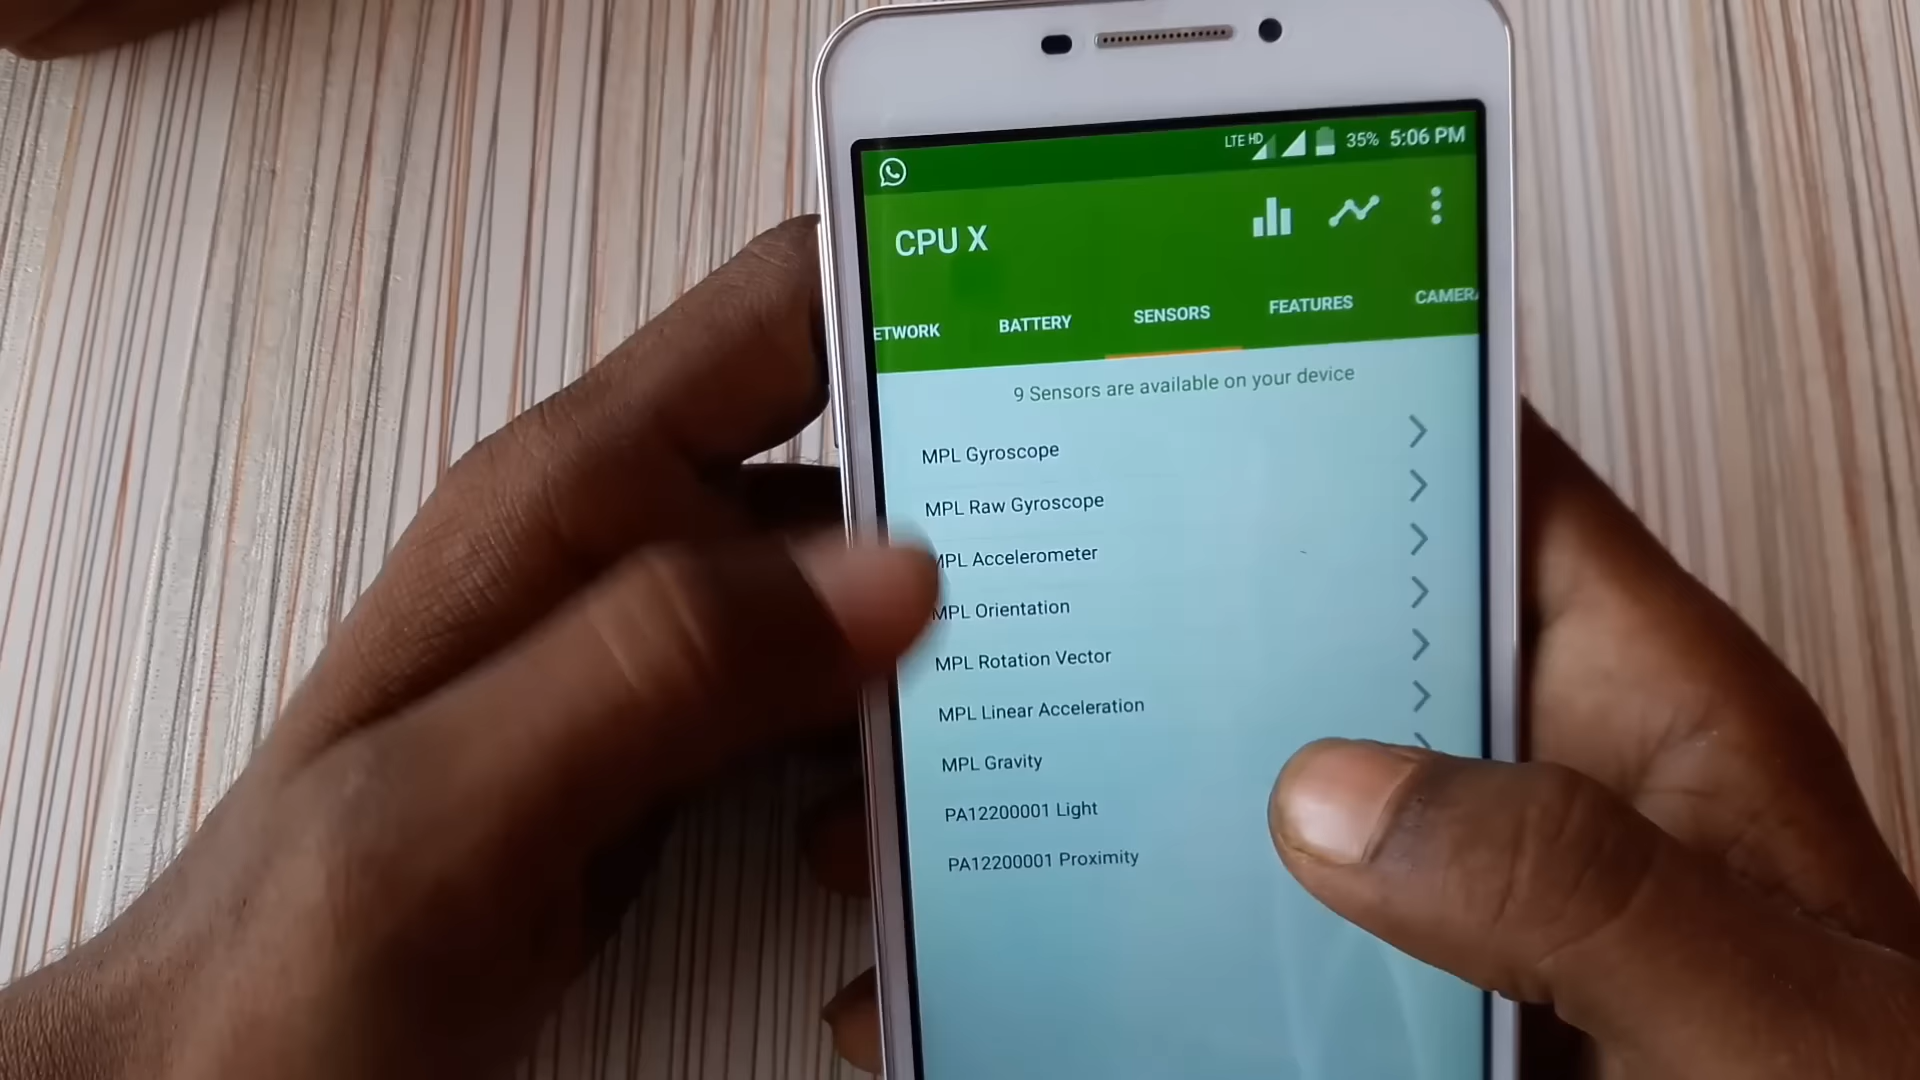 LTE HD 35% 5:06 PM
CPU X
ETWORK BATTERY SENSORS FEATURES CAMERA
9 Sensors are available on your device
MPL Gyroscope
MPL Raw Gyroscope
MPL Accelerometer
MPL Orientation
MPL Rotation Vector
MPL Linear Acceleration
MPL Gravity
PA12200001 Light
PA12200001 Proximity